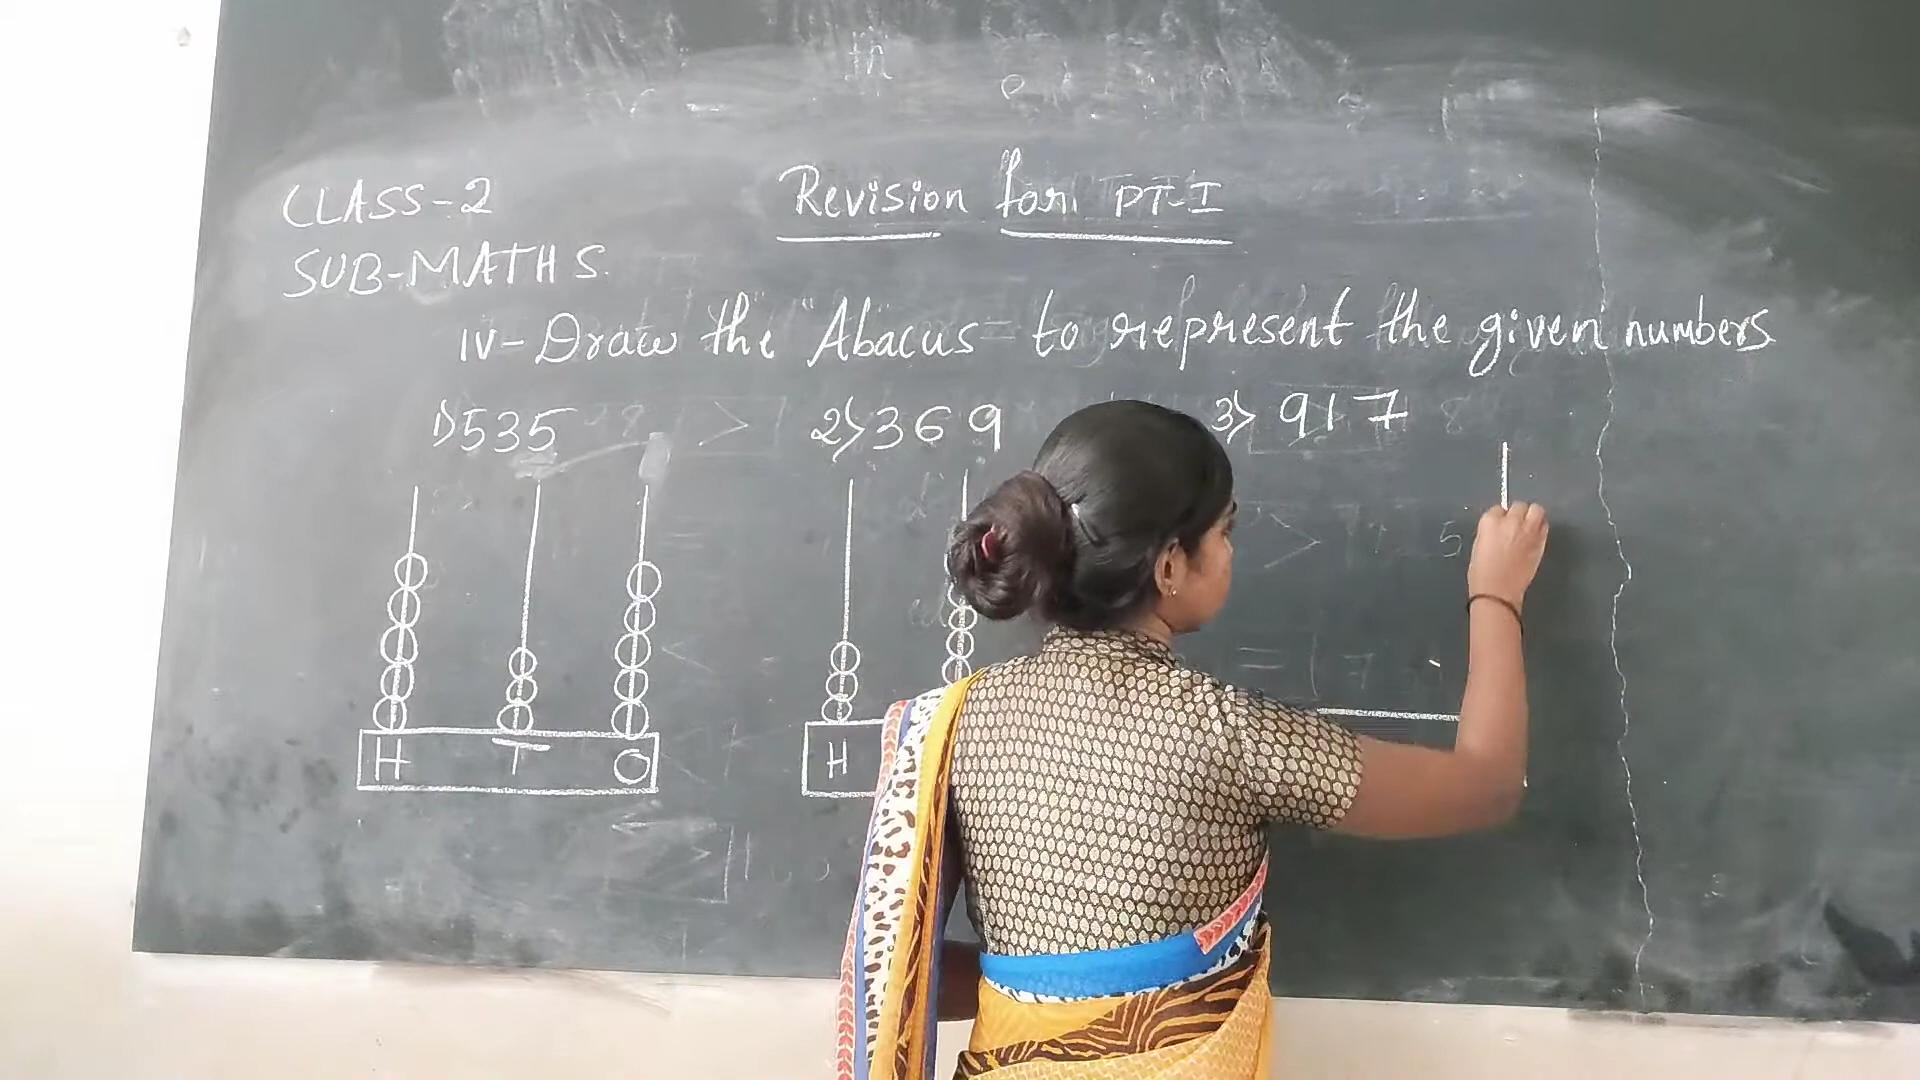 CLASS-2
Revision for PT-I
SUB-MATHS.
IV- Draw the "Abacus" to represent the given numbers
1) 535
2) 369
3) 917
H T O
H